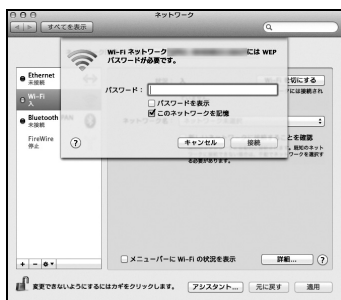 ネットワーク
すべてを表示
Wi-Fi ネットワーク には WEP
パスワードが必要です。
パスワード：
パスワードを表示
このネットワークを記憶
キャンセル
接続
Ethernet
未接続
Wi-Fi
入
Bluetooth PAN
未接続
FireWire
停止
切にする
には接続され
ことを確認
既知のネット
ワークを選択す
る必要があります。
メニューバーに Wi-Fi の状況を表示
詳細...
?
変更できないようにするにはカギをクリックします。
アシスタント...
元に戻す
適用